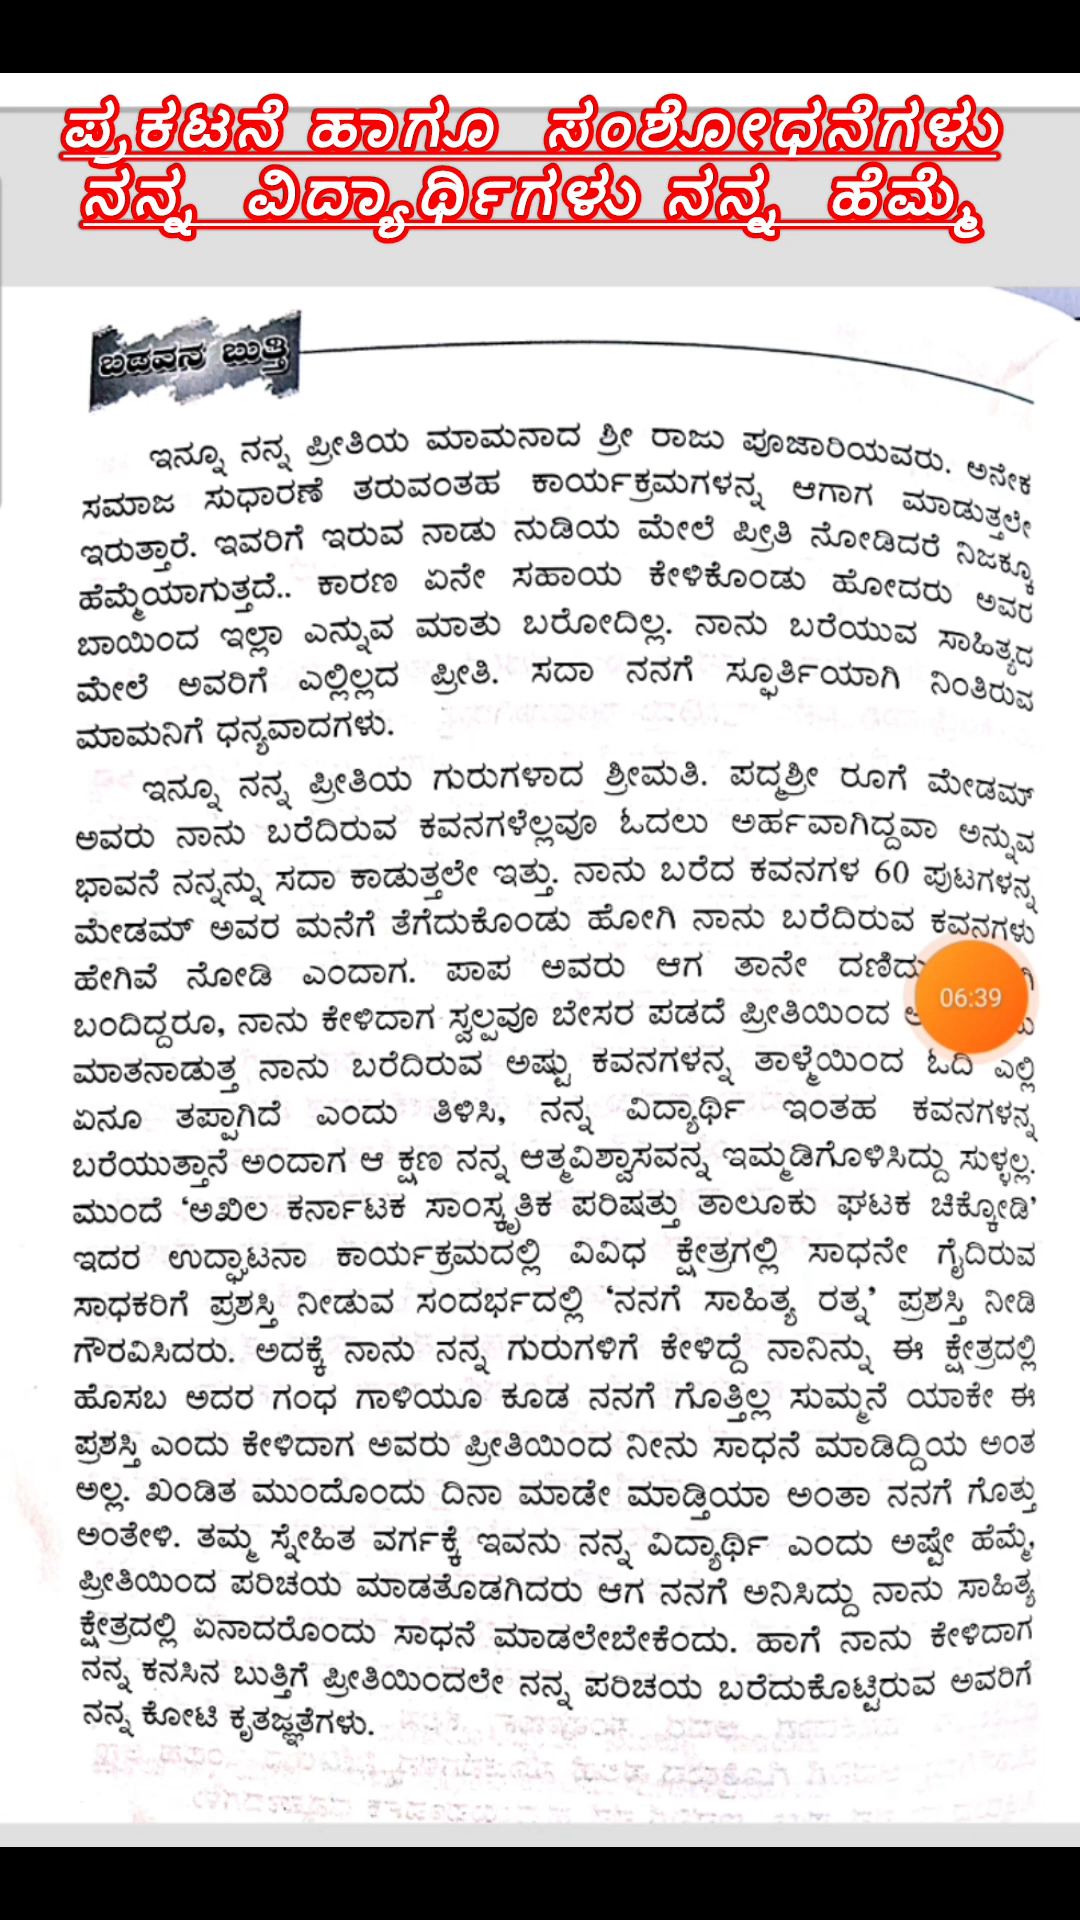 ಪ್ರಕಟನೆ ಹಾಗೂ ಸಂಶೋಧನೆಗಳು
ನನ್ನ ವಿದ್ಯಾರ್ಥಿಗಳು ನನ್ನ ಹೆಮ್ಮೆ
ಬಡವನ ಬುತ್ತಿ
ಇನ್ನೂ ನನ್ನ ಪ್ರೀತಿಯ ಮಾಮನಾದ ಶ್ರೀ ರಾಜು ಪೂಜಾರಿಯವರು. ಅನೇಕ
ಸಮಾಜ ಸುಧಾರಣೆ ತರುವಂತಹ ಕಾರ್ಯಕ್ರಮಗಳನ್ನ ಆಗಾಗ ಮಾಡುತ್ತಲೇ
ಇರುತ್ತಾರೆ. ಇವರಿಗೆ ಇರುವ ನಾಡು ನುಡಿಯ ಮೇಲೆ ಪ್ರೀತಿ ನೋಡಿದರೆ ನಿಜಕ್ಕೂ
ಹೆಮ್ಮೆಯಾಗುತ್ತದೆ.. ಕಾರಣ ಏನೇ ಸಹಾಯ ಕೇಳಿಕೊಂಡು ಹೋದರು ಅವರ
ಬಾಯಿಂದ ಇಲ್ಲಾ ಎನ್ನುವ ಮಾತು ಬರೋದಿಲ್ಲ. ನಾನು ಬರೆಯುವ ಸಾಹಿತ್ಯದ
ಮೇಲೆ ಅವರಿಗೆ ಎಲ್ಲಿಲ್ಲದ ಪ್ರೀತಿ. ಸದಾ ನನಗೆ ಸ್ಫೂರ್ತಿಯಾಗಿ ನಿಂತಿರುವ
ಮಾಮನಿಗೆ ಧನ್ಯವಾದಗಳು.
ಇನ್ನೂ ನನ್ನ ಪ್ರೀತಿಯ ಗುರುಗಳಾದ ಶ್ರೀಮತಿ. ಪದ್ಮಶ್ರೀ ರೂಗೆ ಮೇಡಮ್
ಅವರು ನಾನು ಬರೆದಿರುವ ಕವನಗಳೆಲ್ಲವೂ ಓದಲು ಅರ್ಹವಾಗಿದ್ದವಾ ಅನ್ನುವ
ಭಾವನೆ ನನ್ನನ್ನು ಸದಾ ಕಾಡುತ್ತಲೇ ಇತ್ತು. ನಾನು ಬರೆದ ಕವನಗಳ 60 ಪುಟಗಳನ್ನ
ಮೇಡಮ್ ಅವರ ಮನೆಗೆ ತೆಗೆದುಕೊಂಡು ಹೋಗಿ ನಾನು ಬರೆದಿರುವ ಕವನಗಳು
ಹೇಗಿವೆ ನೋಡಿ ಎಂದಾಗ. ಪಾಪ ಅವರು ಆಗ ತಾನೇ
06:39
ಬಂದಿದ್ದರೂ, ನಾನು ಕೇಳಿದಾಗ ಸ್ವಲ್ಪವೂ ಬೇಸರ ಪಡದೆ ಪ್ರೀತಿಯಿಂದ
ಮಾತನಾಡುತ್ತ ನಾನು ಬರೆದಿರುವ ಅಷ್ಟು ಕವನಗಳನ್ನ ತಾಳ್ಮೆಯಿಂದ ಓದಿ ಎಲ್ಲಿ
ಏನೂ ತಪ್ಪಾಗಿದೆ ಎಂದು ತಿಳಿಸಿ, ನನ್ನ ವಿದ್ಯಾರ್ಥಿ ಇಂತಹ ಕವನಗಳನ್ನ
ಬರೆಯುತ್ತಾನೆ ಅಂದಾಗ ಆ ಕ್ಷಣ ನನ್ನ ಆತ್ಮವಿಶ್ವಾಸವನ್ನ ಇಮ್ಮಡಿಗೊಳಿಸಿದ್ದು ಸುಳ್ಳಲ್ಲ.
ಮುಂದೆ ‘ಅಖಿಲ ಕರ್ನಾಟಕ ಸಾಂಸ್ಕೃತಿಕ ಪರಿಷತ್ತು ತಾಲೂಕು ಘಟಕ ಚಿಕ್ಕೋಡಿ’
ಇದರ ಉದ್ಘಾಟನಾ ಕಾರ್ಯಕ್ರಮದಲ್ಲಿ ವಿವಿಧ ಕ್ಷೇತ್ರಗಲ್ಲಿ ಸಾಧನೇ ಗೈದಿರುವ
ಸಾಧಕರಿಗೆ ಪ್ರಶಸ್ತಿ ನೀಡುವ ಸಂದರ್ಭದಲ್ಲಿ ‘ನನಗೆ ಸಾಹಿತ್ಯ ರತ್ನ’ ಪ್ರಶಸ್ತಿ ನೀಡಿ
ಗೌರವಿಸಿದರು. ಅದಕ್ಕೆ ನಾನು ನನ್ನ ಗುರುಗಳಿಗೆ ಕೇಳಿದ್ದೆ ನಾನಿನ್ನು ಈ ಕ್ಷೇತ್ರದಲ್ಲಿ
ಹೊಸಬ ಅದರ ಗಂಧ ಗಾಳಿಯೂ ಕೂಡ ನನಗೆ ಗೊತ್ತಿಲ್ಲ ಸುಮ್ಮನೆ ಯಾಕೇ ಈ
ಪ್ರಶಸ್ತಿ ಎಂದು ಕೇಳಿದಾಗ ಅವರು ಪ್ರೀತಿಯಿಂದ ನೀನು ಸಾಧನೆ ಮಾಡಿದ್ದಿಯ ಅಂತ
ಅಲ್ಲ. ಖಂಡಿತ ಮುಂದೊಂದು ದಿನಾ ಮಾಡೇ ಮಾಡ್ತಿಯಾ ಅಂತಾ ನನಗೆ ಗೊತ್ತು
ಅಂತೇಳಿ. ತಮ್ಮ ಸ್ನೇಹಿತ ವರ್ಗಕ್ಕೆ ಇವನು ನನ್ನ ವಿದ್ಯಾರ್ಥಿ ಎಂದು ಅಷ್ಟೇ ಹೆಮ್ಮೆ,
ಪ್ರೀತಿಯಿಂದ ಪರಿಚಯ ಮಾಡತೊಡಗಿದರು ಆಗ ನನಗೆ ಅನಿಸಿದ್ದು ನಾನು ಸಾಹಿತ್ಯ
ಕ್ಷೇತ್ರದಲ್ಲಿ ಏನಾದರೊಂದು ಸಾಧನೆ ಮಾಡಲೇಬೇಕೆಂದು. ಹಾಗೆ ನಾನು ಕೇಳಿದಾಗ
ನನ್ನ ಕನಸಿನ ಬುತ್ತಿಗೆ ಪ್ರೀತಿಯಿಂದಲೇ ನನ್ನ ಪರಿಚಯ ಬರೆದುಕೊಟ್ಟಿರುವ ಅವರಿಗೆ
ನನ್ನ ಕೋಟಿ ಕೃತಜ್ಞತೆಗಳು.